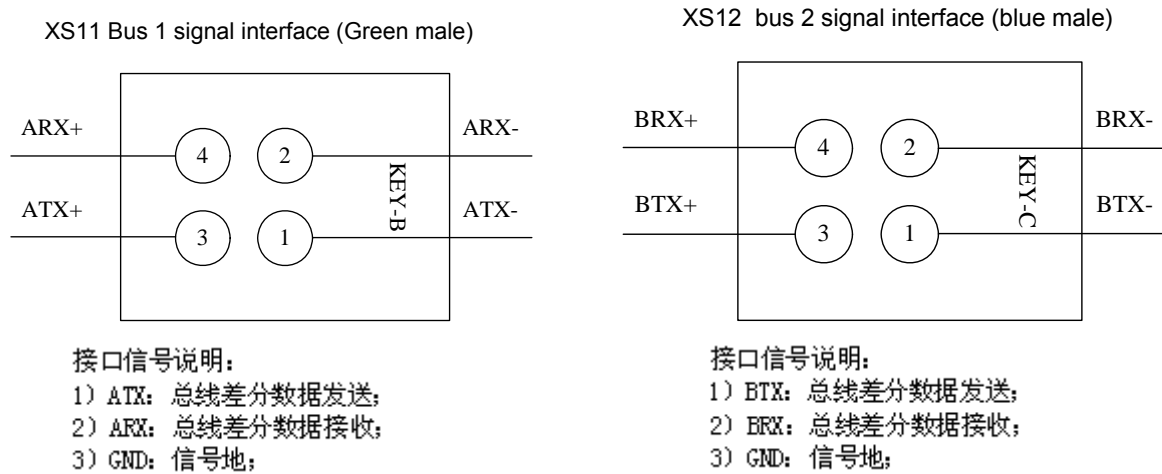 XS11 Bus 1 signal interface (Green male)
ARX+
ARX-
4
2
KEY-B
ATX+
ATX-
3
1
接口信号说明：
1）ATX：总线差分数据发送;
2）ARX：总线差分数据接收;
3）GND：信号地;
XS12 bus 2 signal interface (blue male)
BRX+
BRX-
4
2
KEY-C
BTX+
BTX-
3
1
接口信号说明：
1）BTX：总线差分数据发送;
2）BRX：总线差分数据接收;
3）GND：信号地;